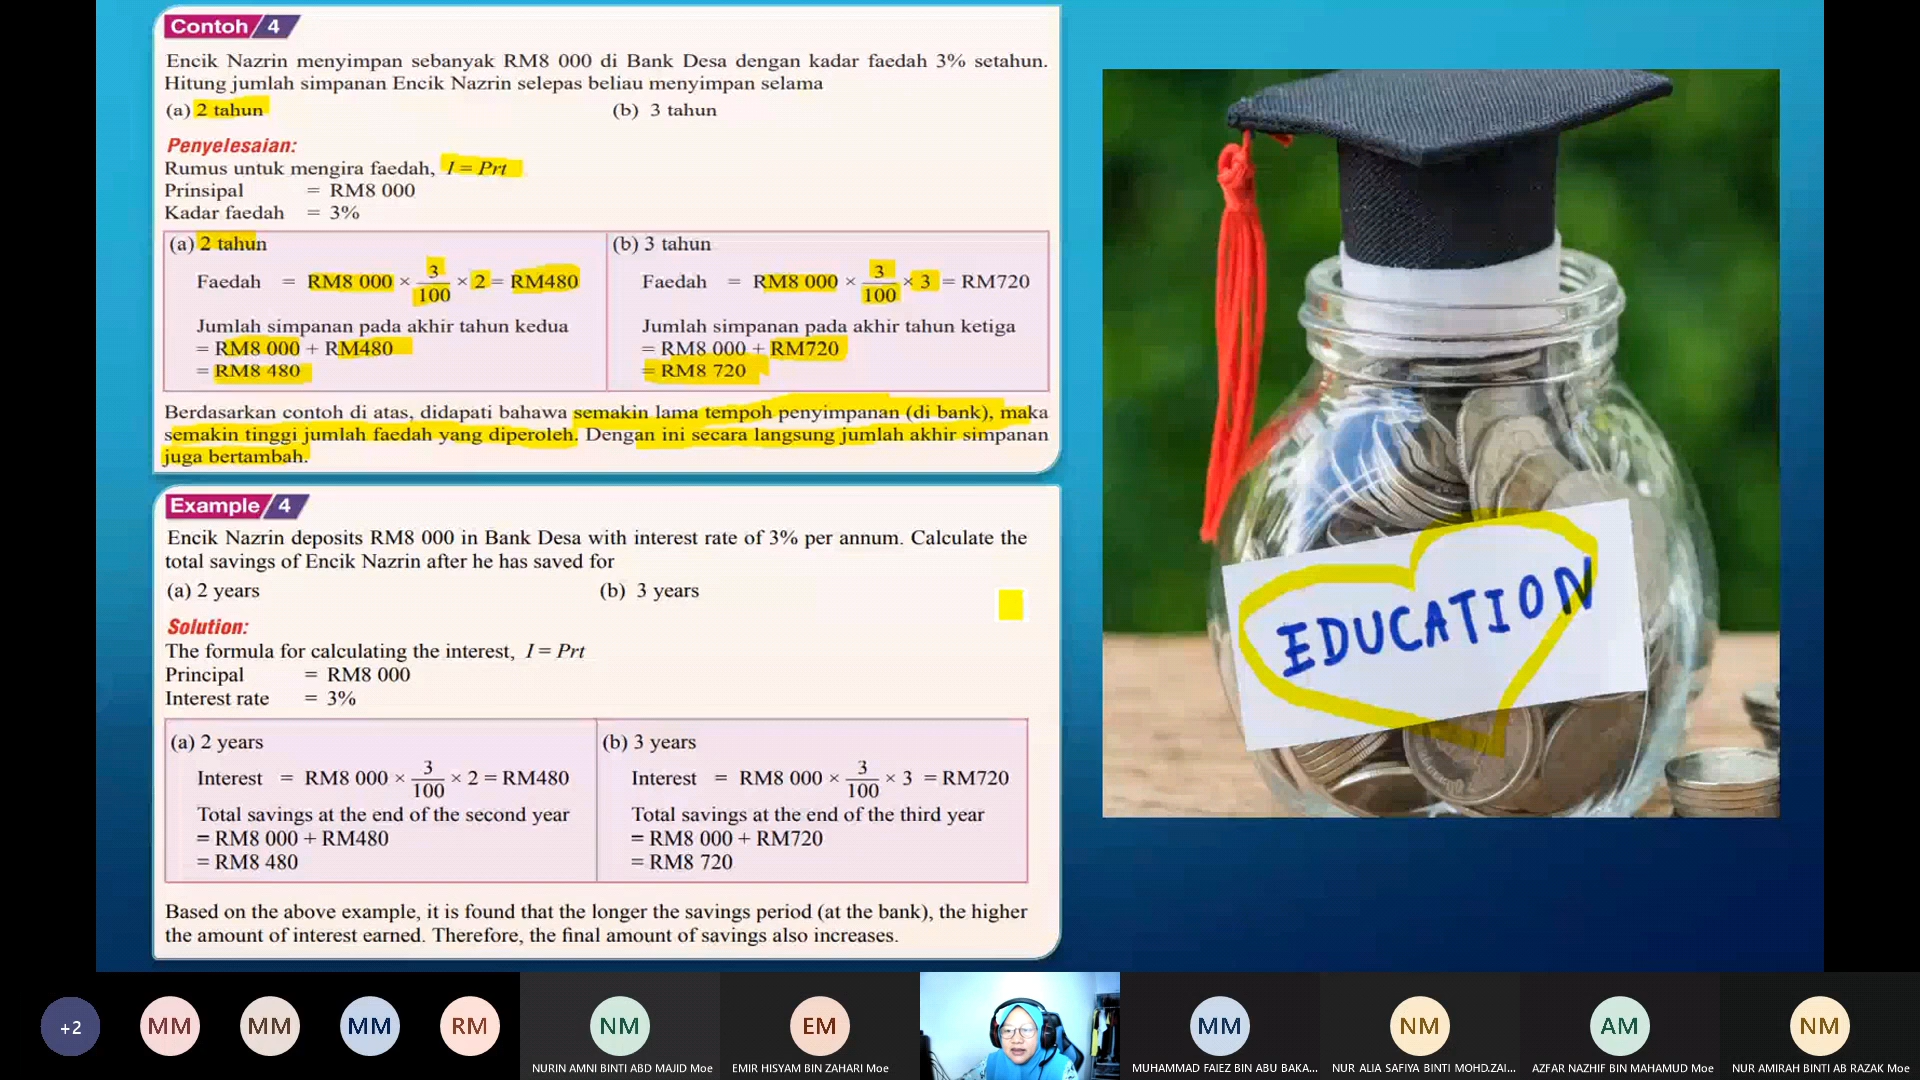 Contoh 4
Encik Nazrin menyimpan sebanyak RM8 000 di Bank Desa dengan kadar faedah 3% setahun.
Hitung jumlah simpanan Encik Nazrin selepas beliau menyimpan selama
(a) 2 tahun (b) 3 tahun
Penyelesaian:
Rumus untuk mengira faedah, I = Prt
Prinsipal = RM8 000
Kadar faedah = 3%
(a) 2 tahun
Faedah = RM8 000 × 3/100 × 2 = RM480
Jumlah simpanan pada akhir tahun kedua
= RM8 000 + RM480
= RM8 480
(b) 3 tahun
Faedah = RM8 000 × 3/100 × 3 = RM720
Jumlah simpanan pada akhir tahun ketiga
= RM8 000 + RM720
= RM8 720
Berdasarkan contoh di atas, didapati bahawa semakin lama tempoh penyimpanan (di bank), maka
semakin tinggi jumlah faedah yang diperoleh. Dengan ini secara langsung jumlah akhir simpanan
juga bertambah.
Example 4
Encik Nazrin deposits RM8 000 in Bank Desa with interest rate of 3% per annum. Calculate the
total savings of Encik Nazrin after he has saved for
(a) 2 years (b) 3 years
Solution:
The formula for calculating the interest, I = Prt
Principal = RM8 000
Interest rate = 3%
(a) 2 years
Interest = RM8 000 × 3/100 × 2 = RM480
Total savings at the end of the second year
= RM8 000 + RM480
= RM8 480
(b) 3 years
Interest = RM8 000 × 3/100 × 3 = RM720
Total savings at the end of the third year
= RM8 000 + RM720
= RM8 720
Based on the above example, it is found that the longer the savings period (at the bank), the higher
the amount of interest earned. Therefore, the final amount of savings also increases.
EDUCATION
+2
MM
MM
MM
RM
NM
NURIN AMNI BINTI ABD MAJID Moe
EM
EMIR HISYAM BIN ZAHARI Moe
MM
MUHAMMAD FAIEZ BIN ABU BAKA...
NM
NUR ALIA SAFIYA BINTI MOHD.ZAI...
AM
AZFAR NAZHIF BIN MAHAMUD Moe
NM
NUR AMIRAH BINTI AB RAZAK Moe